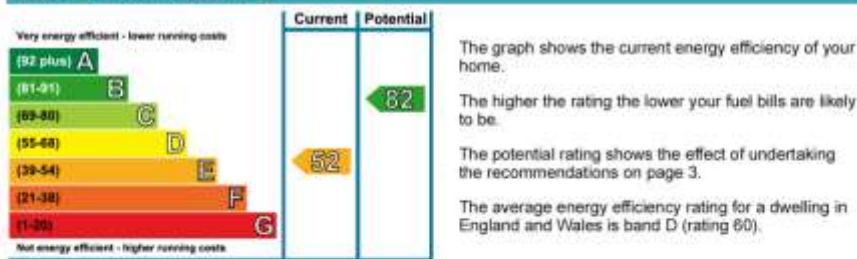 Current Potential
Very energy efficient - lower running costs
(92 plus) A
(81-91) B
82
(69-80) C
(55-68) D
(39-54) E
52
(21-38) F
(1-20) G
Not energy efficient - higher running costs
The graph shows the current energy efficiency of your
home.
The higher the rating the lower your fuel bills are likely
to be.
The potential rating shows the effect of undertaking
the recommendations on page 3.
The average energy efficiency rating for a dwelling in
England and Wales is band D (rating 60).